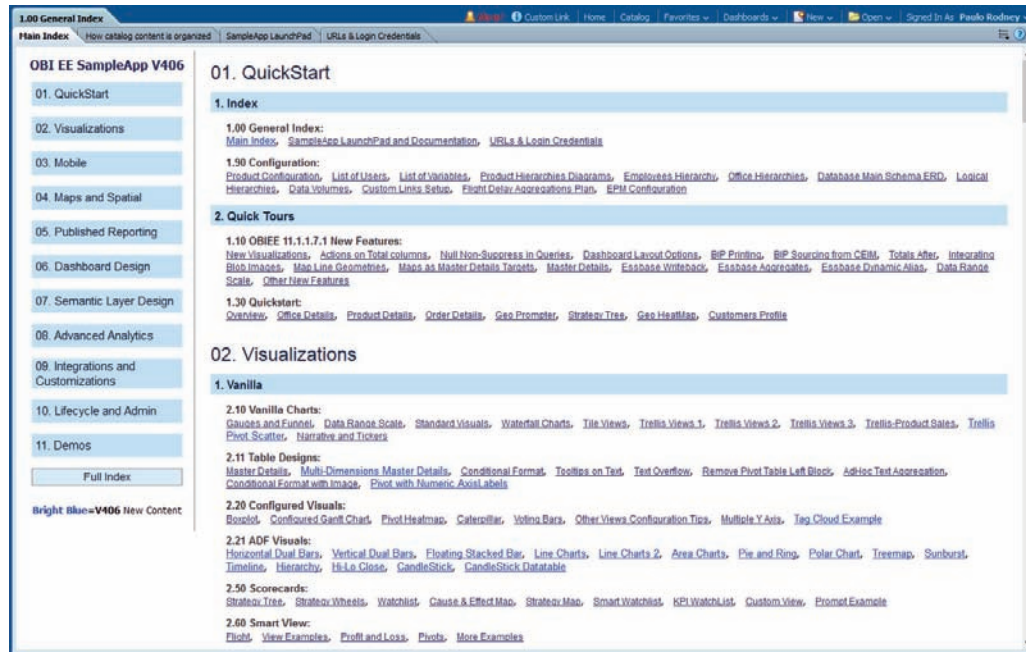 1.00 General Index
Alerts! Custom Link Home Catalog Favorites Dashboards New Open Signed In As Paulo Rodney
Main Index How catalog content is organized SampleApp LaunchPad URLs & Login Credentials
OBI EE SampleApp V406
01. QuickStart
02. Visualizations
03. Mobile
04. Maps and Spatial
05. Published Reporting
06. Dashboard Design
07. Semantic Layer Design
08. Advanced Analytics
09. Integrations and
Customizations
10. Lifecycle and Admin
11. Demos
Full Index
Bright Blue=V406 New Content
01. QuickStart
1. Index
1.00 General Index:
Main Index, SampleApp LaunchPad and Documentation, URLs & Login Credentials
1.90 Configuration:
Product Configuration, List of Users, List of Variables, Product Hierarchies Diagrams, Employees Hierarchy, Office Hierarchies, Database Main Schema ERD, Logical
Hierarchies, Data Volumes, Custom Links Setup, Flight Delay Aggregations Plan, EPM Configuration
2. Quick Tours
1.10 OBIEE 11.1.1.7.1 New Features:
New Visualizations, Actions on Total columns, Null Non-Suppress in Queries, Dashboard Layout Options, BIP Printing, BIP Sourcing from CEIM, Totals After, Integrating
Blob Images, Map Line Geometries, Maps as Master Details Targets, Master Details, Essbase Writeback, Essbase Aggregates, Essbase Dynamic Alias, Data Range
Scale, Other New Features
1.30 Quickstart:
Overview, Office Details, Product Details, Order Details, Geo Prompter, Strategy Tree, Geo HeatMap, Customers Profile
02. Visualizations
1. Vanilla
2.10 Vanilla Charts:
Gauges and Funnel, Data Range Scale, Standard Visuals, Waterfall Charts, Tile Views, Trellis Views 1, Trellis Views 2, Trellis Views 3, Trellis-Product Sales, Trellis
Pivot Scatter, Narrative and Tickers
2.11 Table Designs:
Master Details, Multi-Dimensions Master Details, Conditional Format, Tooltips on Text, Text Overflow, Remove Pivot Table Left Block, AdHoc Text Aggregation,
Conditional Format with Image, Pivot with Numeric AxisLabels
2.20 Configured Visuals:
Boxplot, Configured Gantt Chart, Pivot Heatmap, Caterpillar, Voting Bars, Other Views Configuration Tips, Multiple Y Axis, Tag Cloud Example
2.21 ADF Visuals:
Horizontal Dual Bars, Vertical Dual Bars, Floating Stacked Bar, Line Charts, Line Charts 2, Area Charts, Pie and Ring, Polar Chart, Treemap, Sunburst,
Timeline, Hierarchy, Hi-Lo Close, CandleStick, CandleStick Datatable
2.50 Scorecards:
Strategy Tree, Strategy Wheels, Watchlist, Cause & Effect Map, Strategy Map, Smart Watchlist, KPI WatchList, Custom View, Prompt Example
2.60 Smart View:
Flight, View Examples, Profit and Loss, Pivots, More Examples